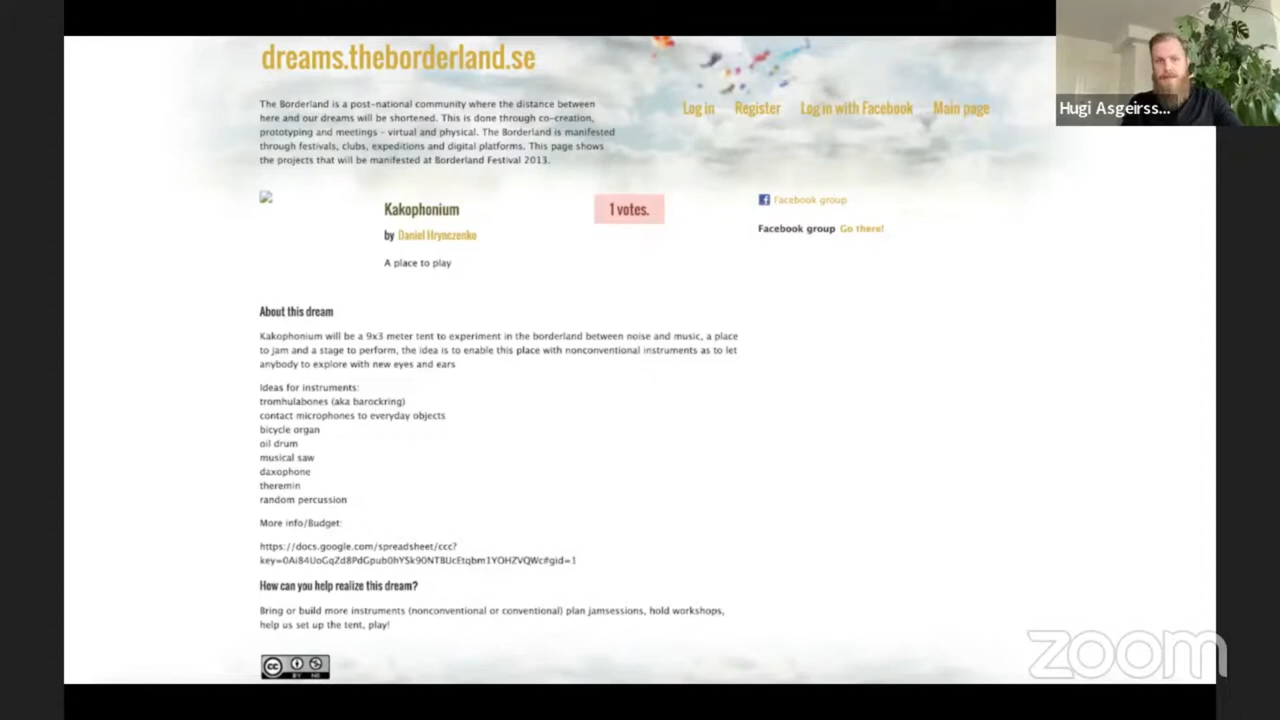 dreams.theborderland.se
The Borderland is a post-national community where the distance between
here and our dreams will be shortened. This is done through co-creation,
prototyping and meetings - virtual and physical. The Borderland is manifested
through festivals, clubs, expeditions and digital platforms. This page shows
the projects that will be manifested at Borderland Festival 2013.
Log in Register Log in with Facebook Main page
Hugi Asgeirss...
Kakophonium
1 votes.
by Daniel Hrynczenko
A place to play
Facebook group
Facebook group Go there!
About this dream
Kakophonium will be a 9x3 meter tent to experiment in the borderland between noise and music, a place
to jam and a stage to perform, the idea is to enable this place with nonconventional instruments as to let
anybody to explore with new eyes and ears
Ideas for instruments:
tromhulabones (aka barockring)
contact microphones to everyday objects
bicycle organ
oil drum
musical saw
daxophone
theremin
random percussion
More info/Budget:
https://docs.google.com/spreadsheet/ccc?
key=0Ai84UoGqZd8PdGpub0hYSk90NTBUcEtqbm1YOHZVQWc#gid=1
How can you help realize this dream?
Bring or build more instruments (nonconventional or conventional) plan jamsessions, hold workshops,
help us set up the tent, play!
cc
BY NC
zoom